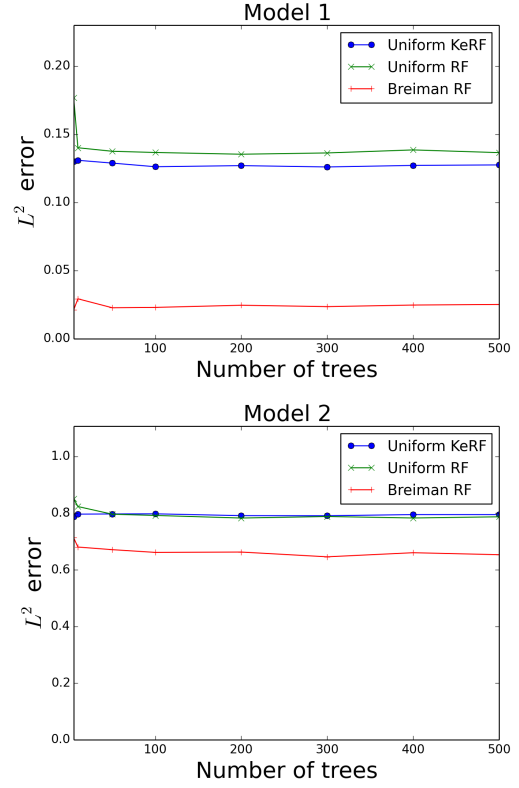 Model 1
Uniform KeRF
Uniform RF
Breiman RF
0.20
0.15
0.10
0.05
0.00
L² error
100 200 300 400 500
Number of trees
Model 2
Uniform KeRF
Uniform RF
Breiman RF
1.0
0.8
0.6
0.4
0.2
0.0
L² error
100 200 300 400 500
Number of trees